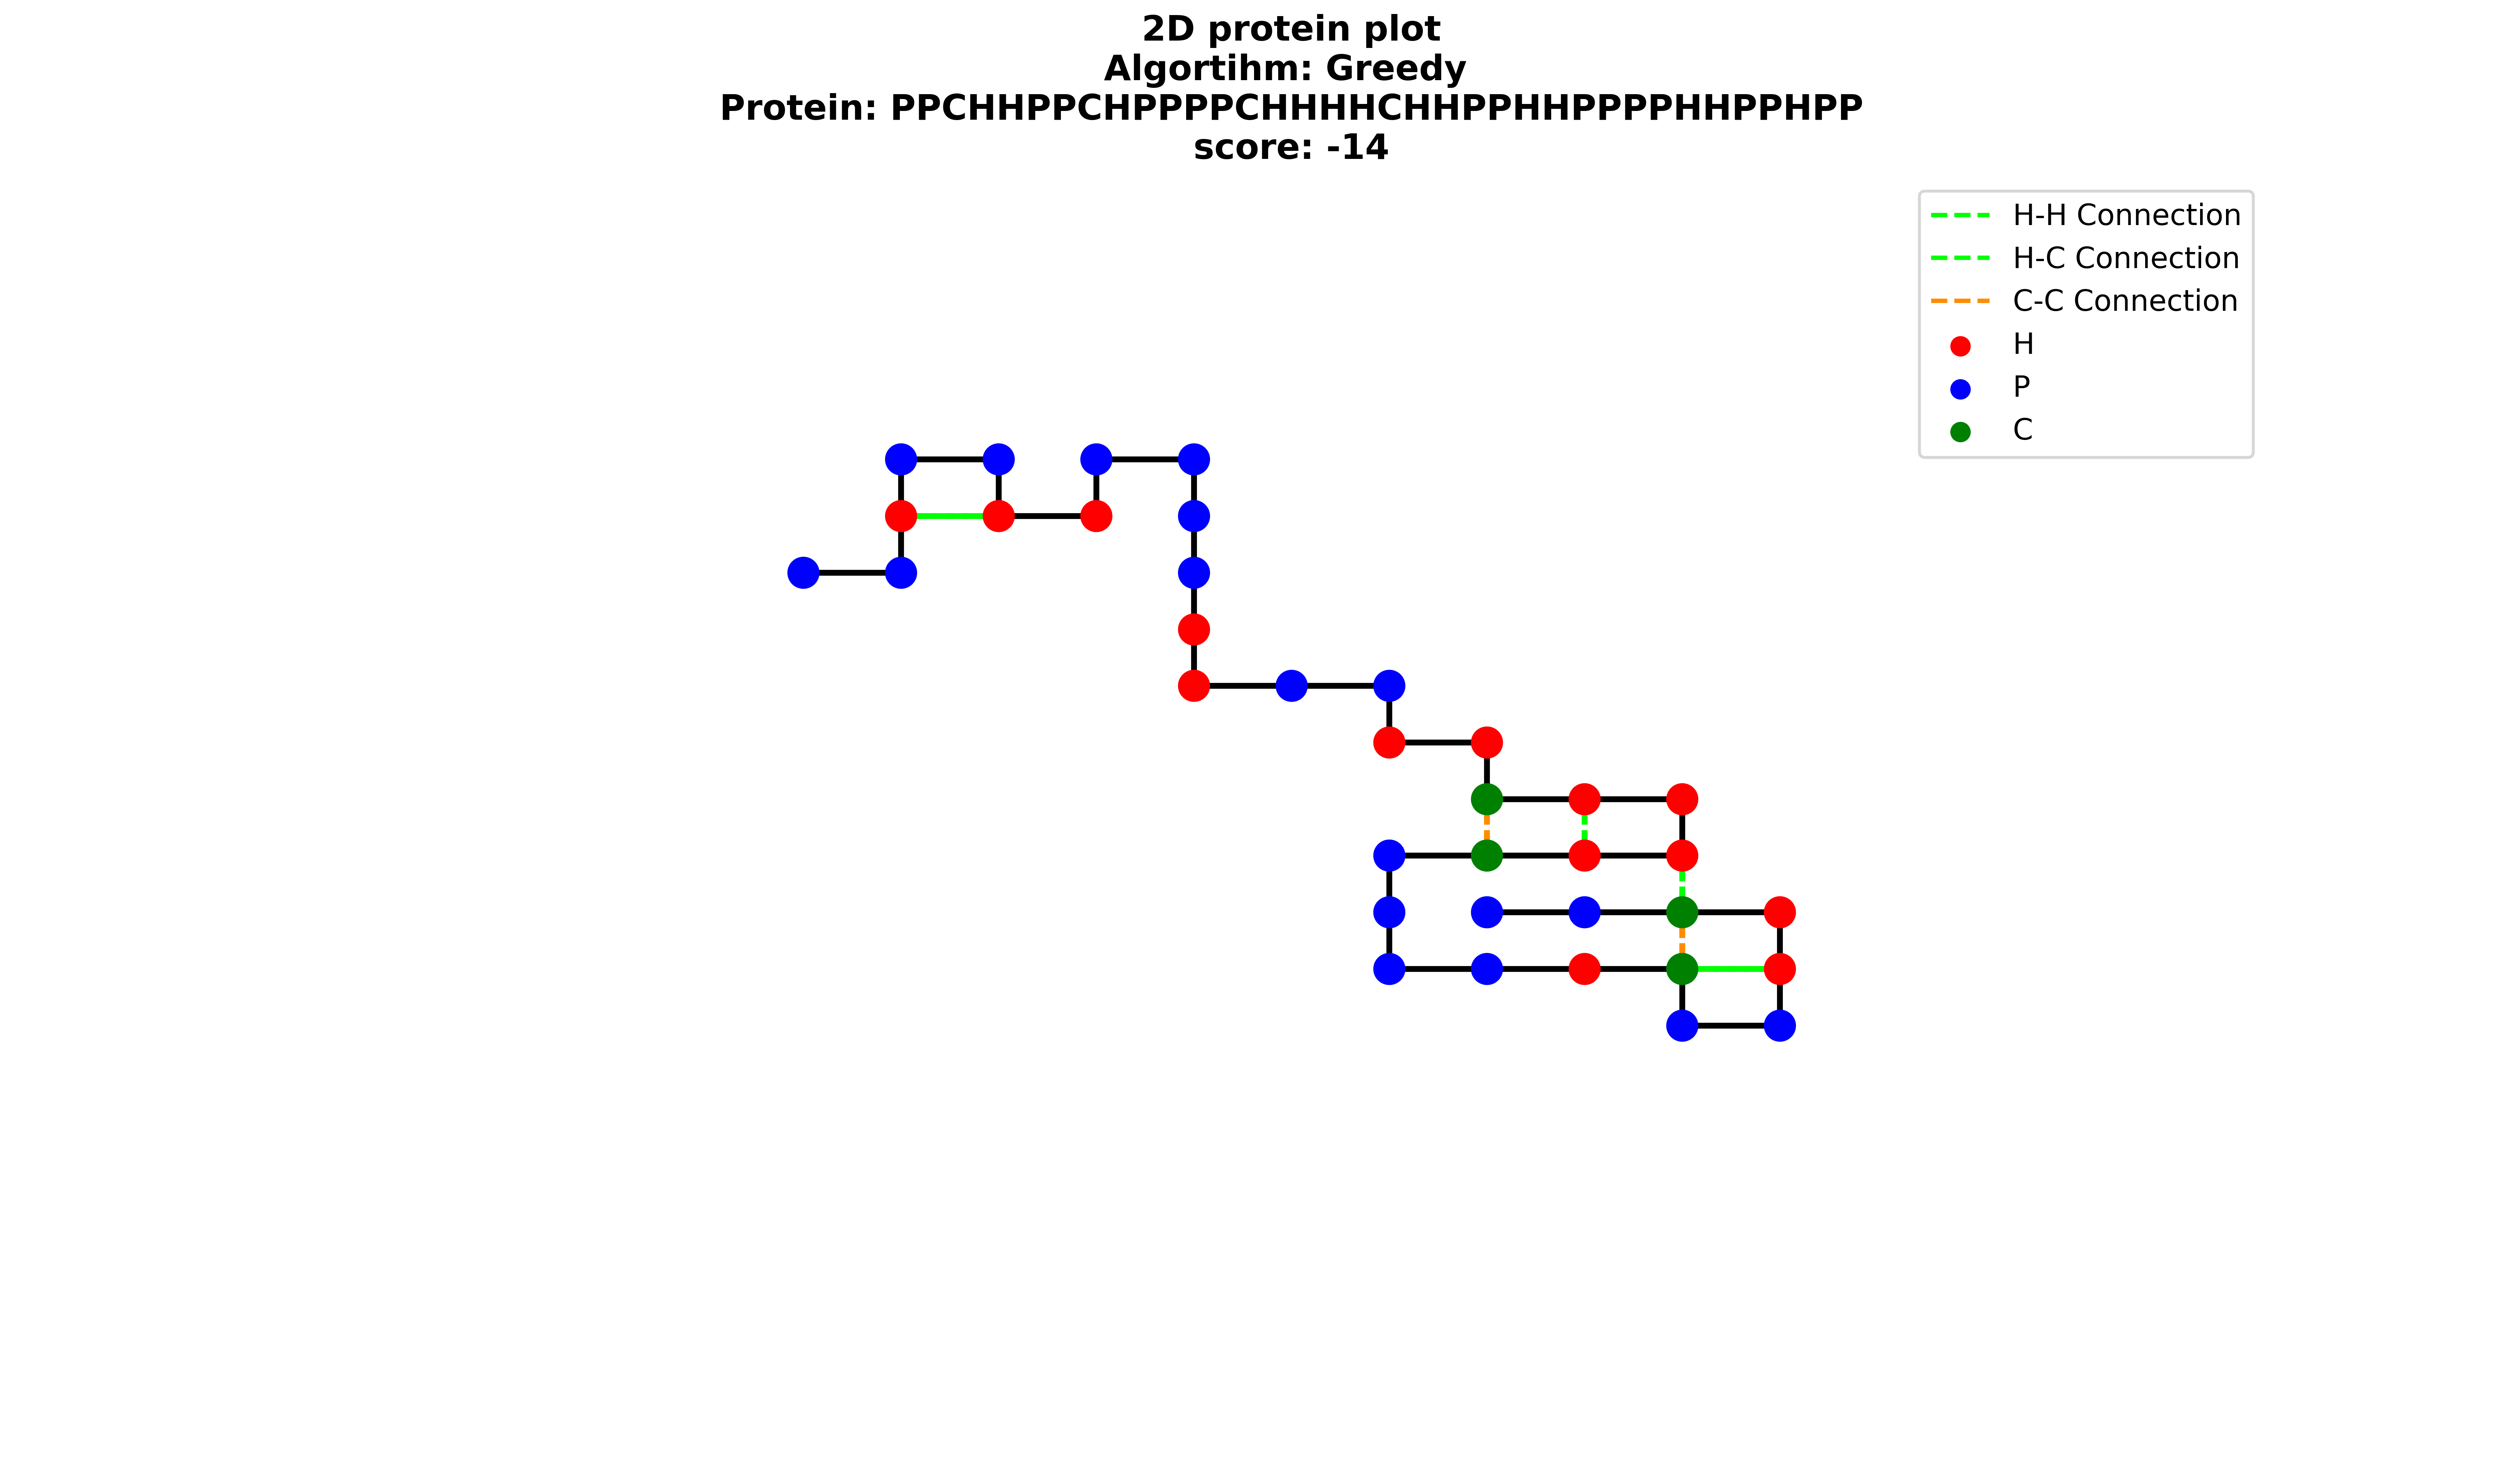 2D protein plot
Algortihm: Greedy
Protein: PPCHHPPCHPPPPCHHHHCHHPPHHPPPPHHPPHPP
score: -14
H-H Connection
H-C Connection
C-C Connection
H
P
C